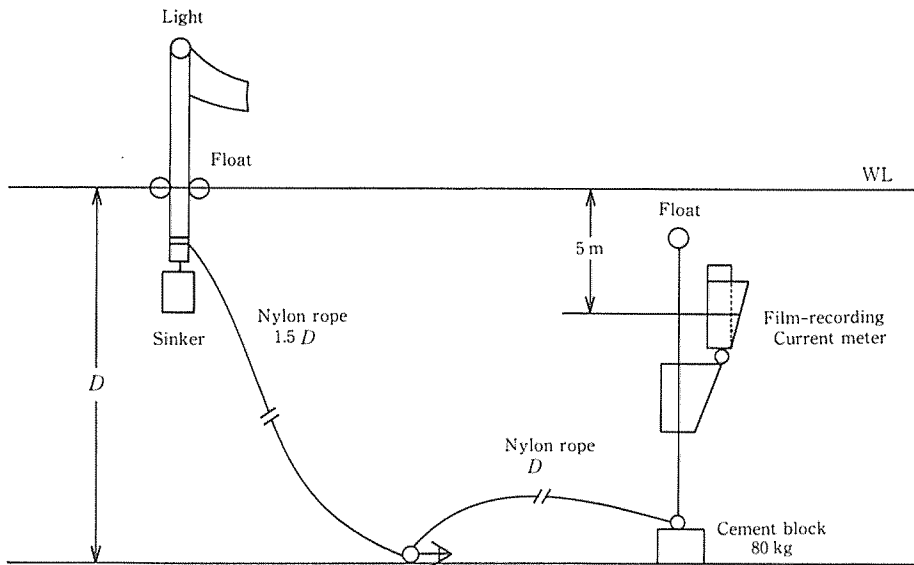 Light
Float
WL
Float
5 m
Nylon rope
1.5 D
Film-recording
Current meter
Sinker
D
Nylon rope
D
Cement block
80 kg